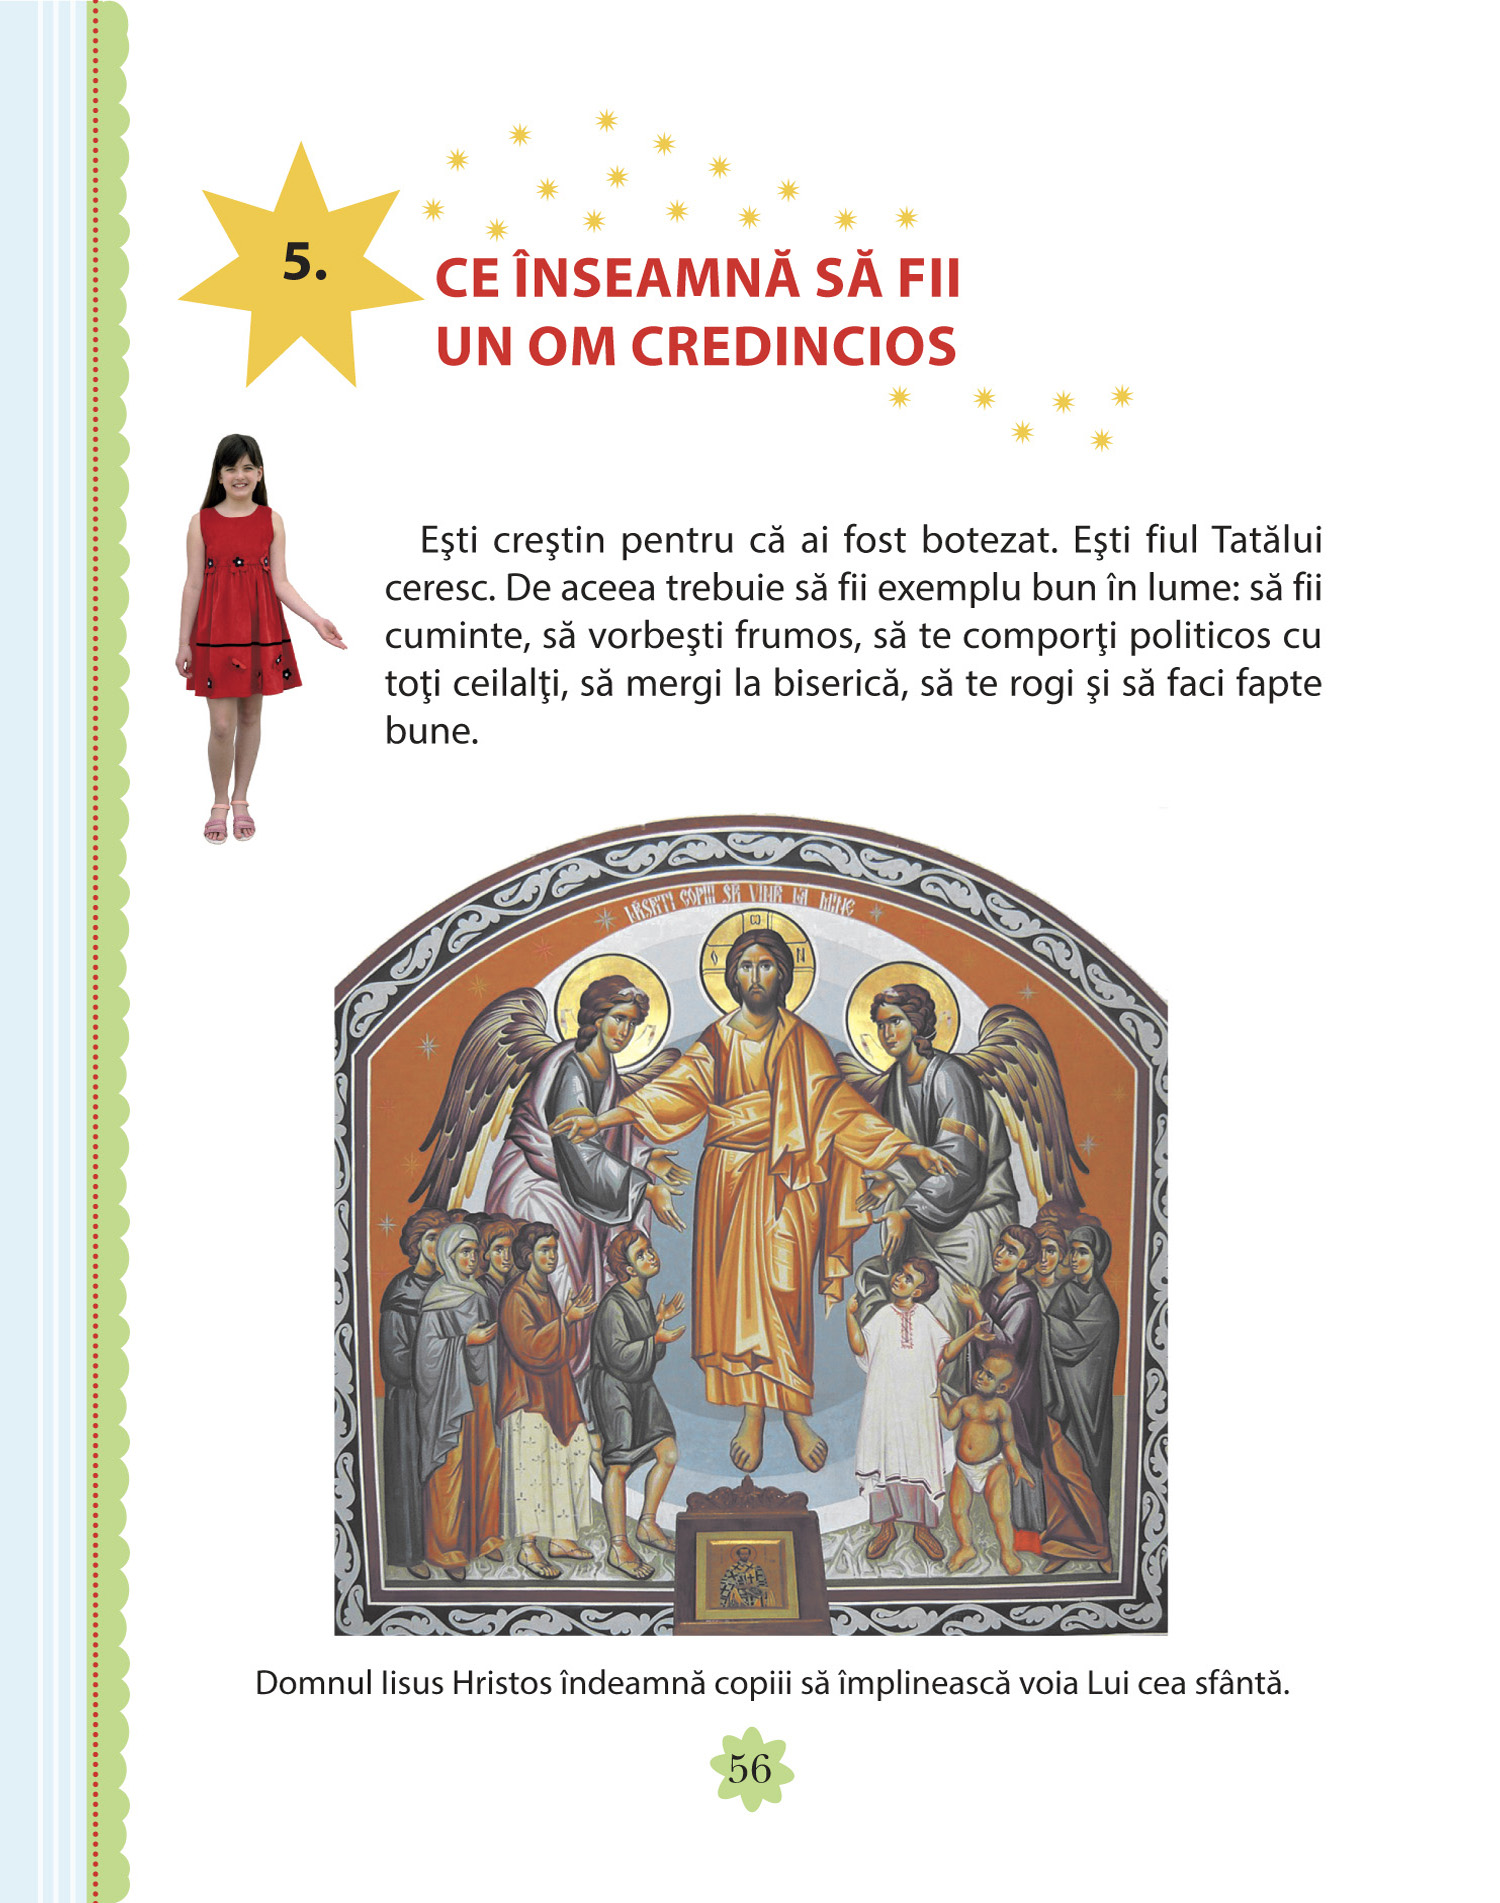 5.
CE ÎNSEAMNĂ SĂ FII
UN OM CREDINCIOS
Eşti creştin pentru că ai fost botezat. Eşti fiul Tatălui
ceresc. De aceea trebuie să fii exemplu bun în lume: să fii
cuminte, să vorbeşti frumos, să te comporţi politicos cu
toţi ceilalţi, să mergi la biserică, să te rogi şi să faci fapte
bune.
LĂSAȚI COPIII SĂ VINĂ LA MINE
Domnul Iisus Hristos îndeamnă copiii să împlinească voia Lui cea sfântă.
56